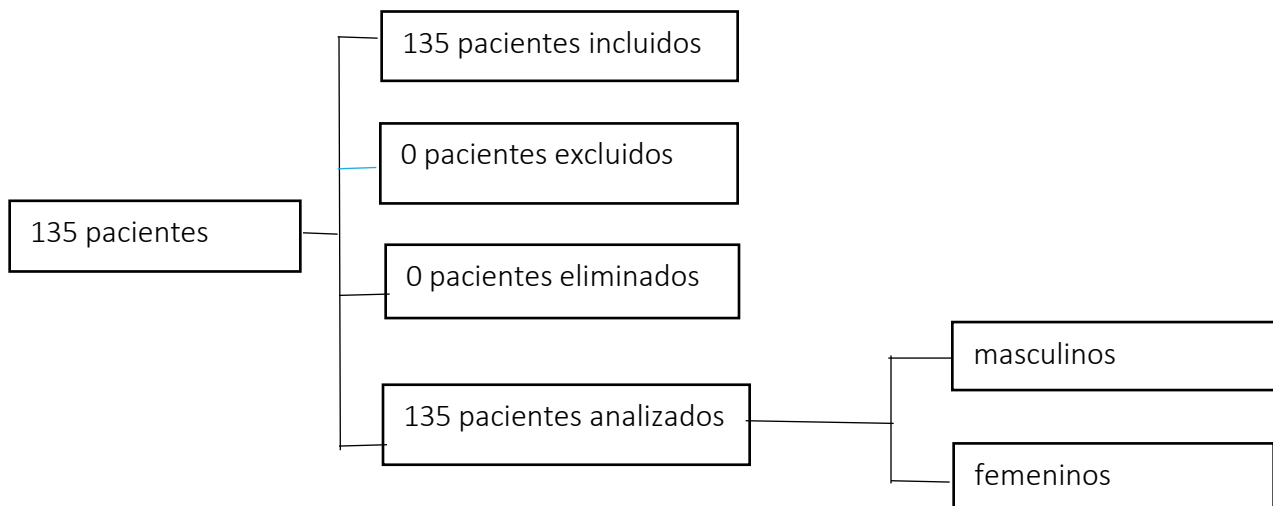 135 pacientes incluidos
0 pacientes excluidos
135 pacientes
0 pacientes eliminados
135 pacientes analizados
masculinos
femeninos